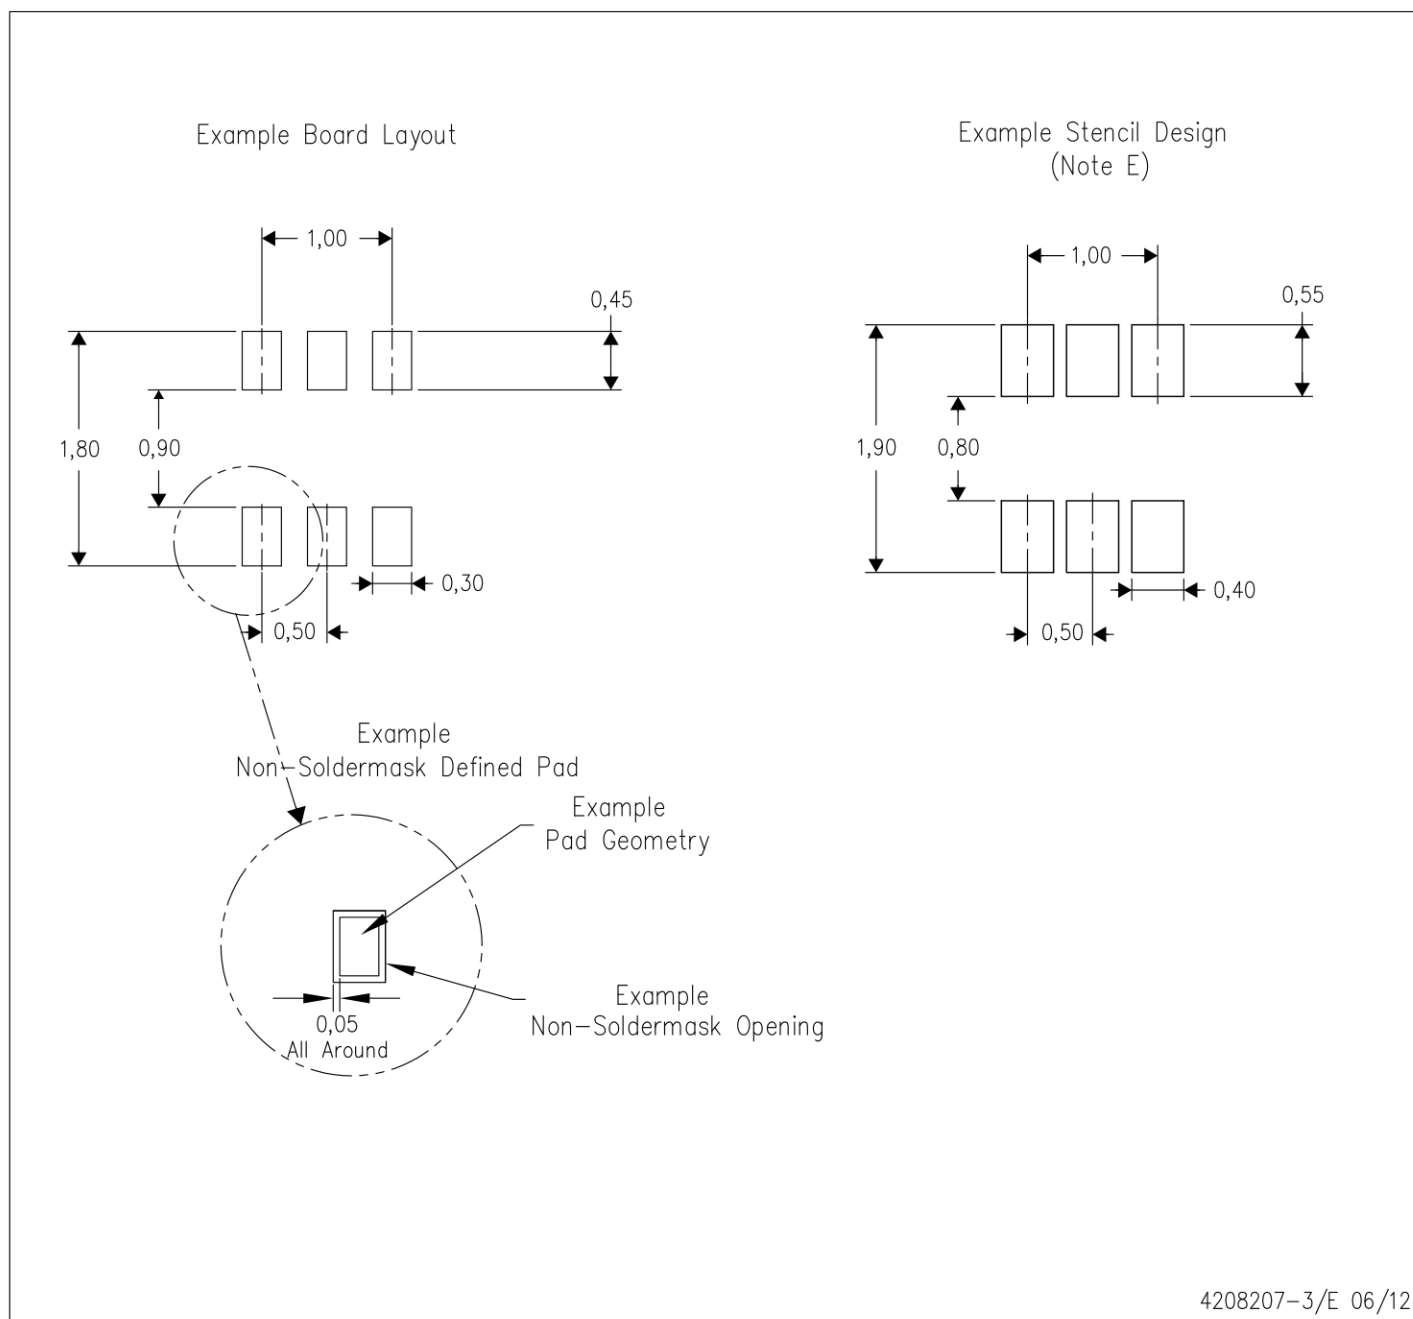 Example Board Layout
Example Stencil Design
(Note E)
1,00
1,00
0,45
0,55
1,80
0,90
1,90
0,80
0,30
0,40
0,50
0,50
Example
Non-Soldermask Defined Pad
Example
Pad Geometry
Example
Non-Soldermask Opening
0,05
All Around
4208207-3/E 06/12